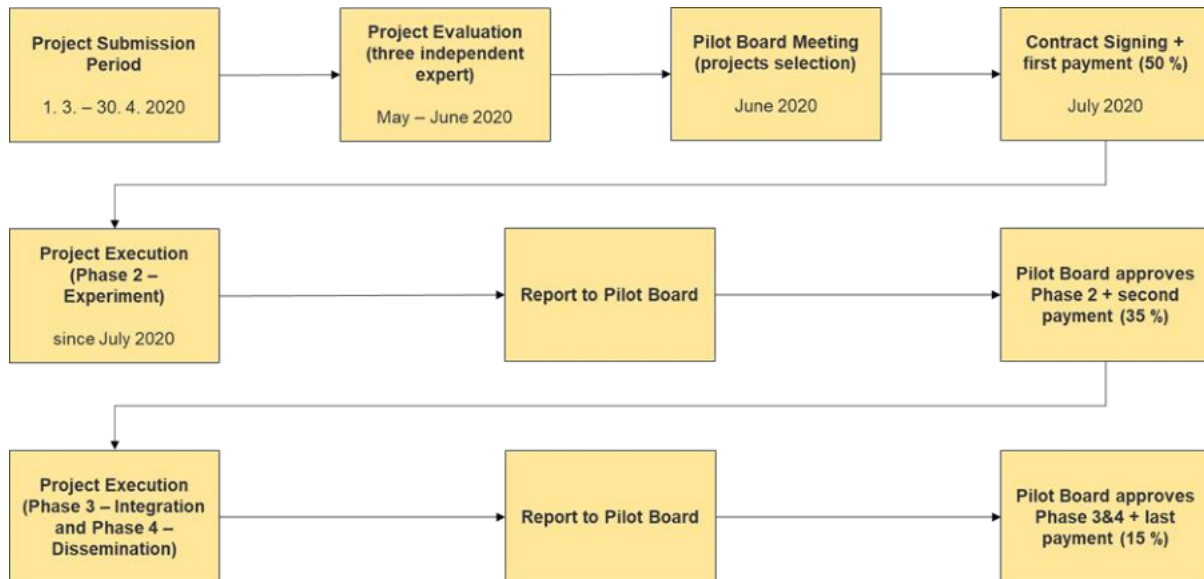 Project Submission
Period
1. 3. – 30. 4. 2020
Project Evaluation
(three independent
expert)
May – June 2020
Pilot Board Meeting
(projects selection)
June 2020
Contract Signing +
first payment (50 %)
July 2020
Project Execution
(Phase 2 –
Experiment)
since July 2020
Report to Pilot Board
Pilot Board approves
Phase 2 + second
payment (35 %)
Project Execution
(Phase 3 – Integration
and Phase 4 –
Dissemination)
Report to Pilot Board
Pilot Board approves
Phase 3&4 + last
payment (15 %)